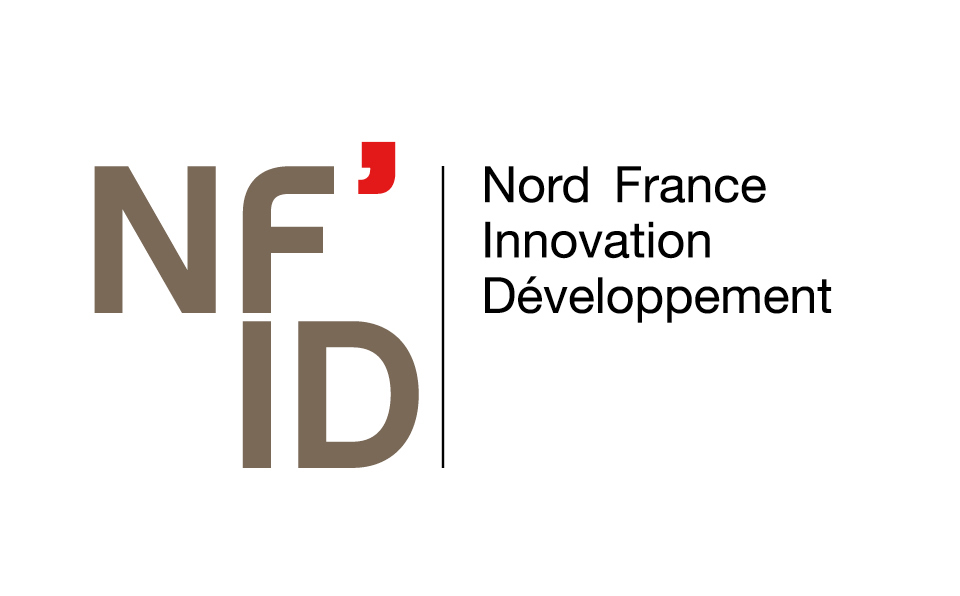 NF’
ID
Nord France
Innovation
Développement